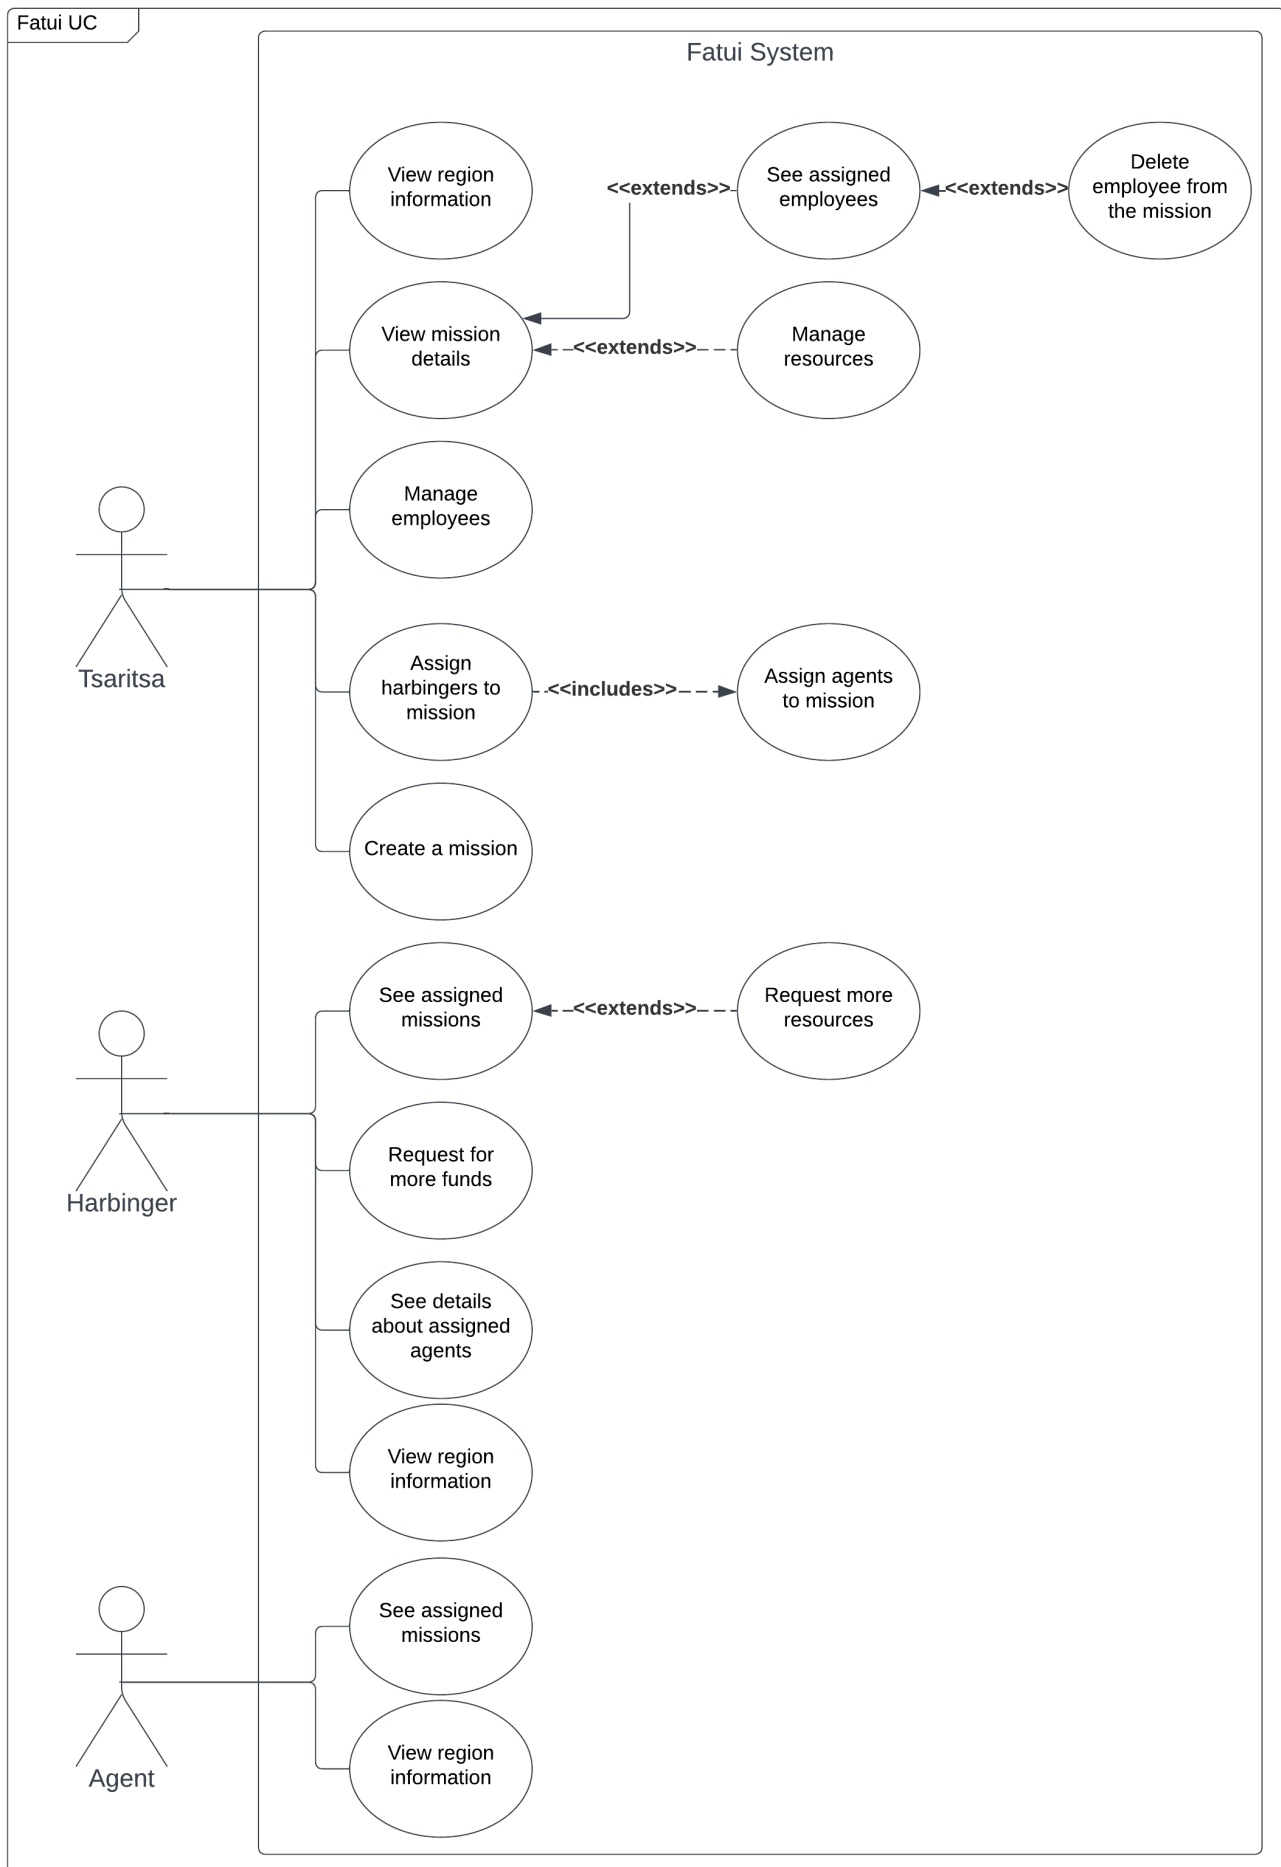 Fatui UC
Fatui System
View region
information
<<extends>>
See assigned
employees
<<extends>>
Delete
employee from
the mission
View mission
details
<<extends>>
Manage
resources
Manage
employees
Tsaritsa
Assign
harbingers to
mission
<<includes>>
Assign agents
to mission
Create a mission
See assigned
missions
<<extends>>
Request more
resources
Harbinger
Request for
more funds
See details
about assigned
agents
View region
information
See assigned
missions
Agent
View region
information